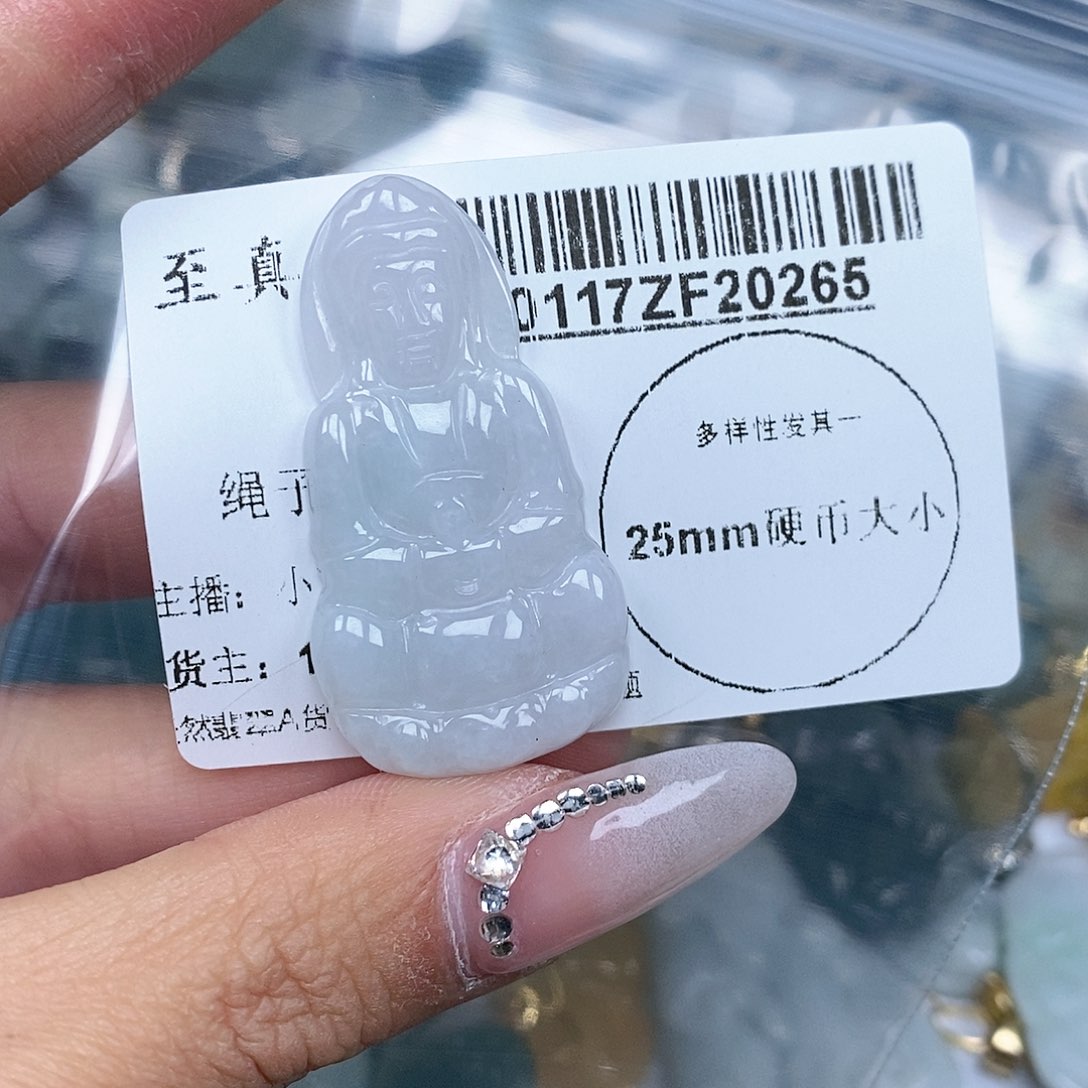 至真
0117ZF20265
多样性发其一
绳孔
25mm硬币大小
主播：小
货主：1
然翡翠A货